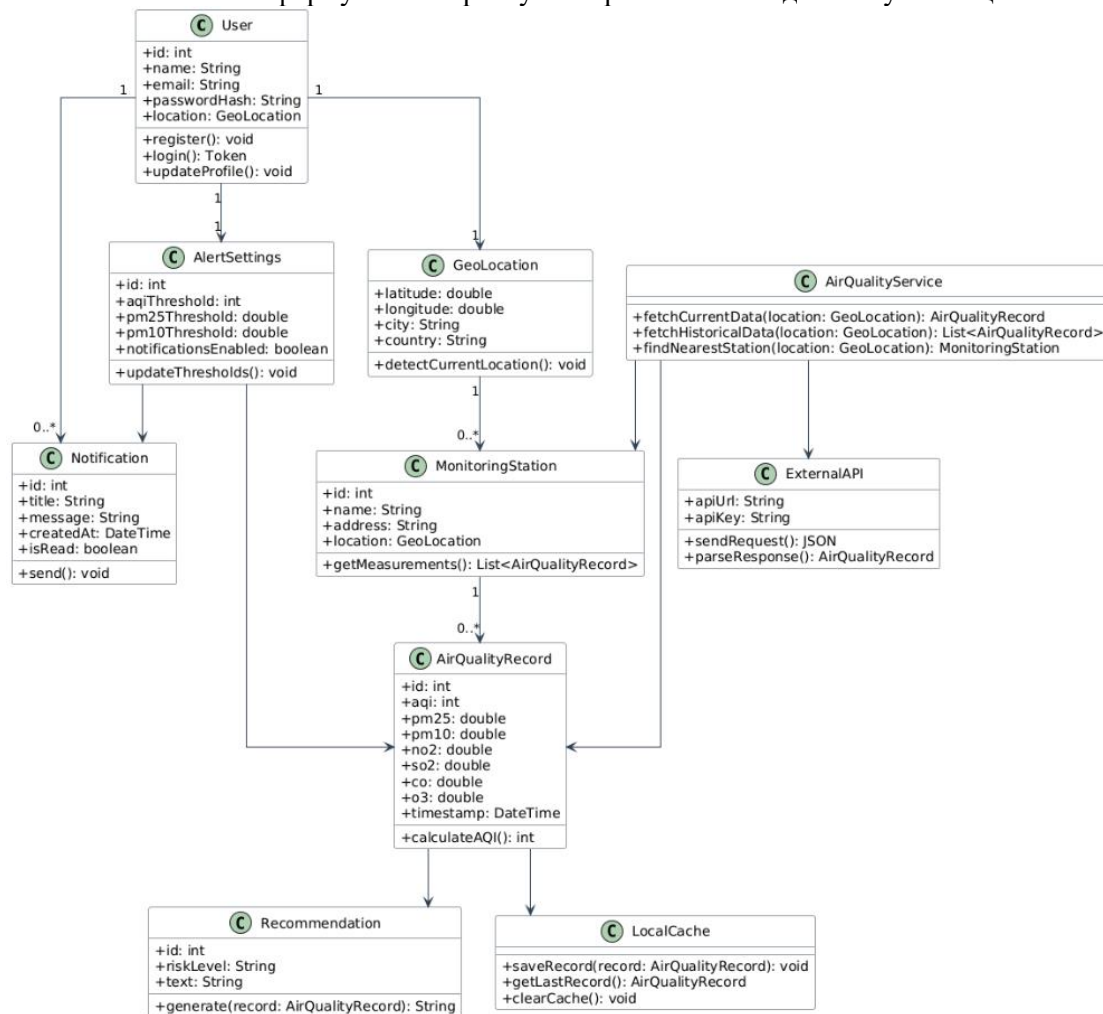 User
+id: int
+name: String
+email: String
+passwordHash: String
+location: GeoLocation
+register(): void
+login(): Token
+updateProfile(): void
1
1
1
1
1
0..*
AlertSettings
+id: int
+aqiThreshold: int
+pm25Threshold: double
+pm10Threshold: double
+notificationsEnabled: boolean
+updateThresholds(): void
GeoLocation
+latitude: double
+longitude: double
+city: String
+country: String
+detectCurrentLocation(): void
AirQualityService
+fetchCurrentData(location: GeoLocation): AirQualityRecord
+fetchHistoricalData(location: GeoLocation): List<AirQualityRecord>
+findNearestStation(location: GeoLocation): MonitoringStation
1
0..*
Notification
+id: int
+title: String
+message: String
+createdAt: DateTime
+isRead: boolean
+send(): void
MonitoringStation
+id: int
+name: String
+address: String
+location: GeoLocation
+getMeasurements(): List<AirQualityRecord>
ExternalAPI
+apiUrl: String
+apiKey: String
+sendRequest(): JSON
+parseResponse(): AirQualityRecord
1
0..*
AirQualityRecord
+id: int
+aqi: int
+pm25: double
+pm10: double
+no2: double
+so2: double
+co: double
+o3: double
+timestamp: DateTime
+calculateAQI(): int
Recommendation
+id: int
+riskLevel: String
+text: String
+generate(record: AirQualityRecord): String
LocalCache
+saveRecord(record: AirQualityRecord): void
+getLastRecord(): AirQualityRecord
+clearCache(): void